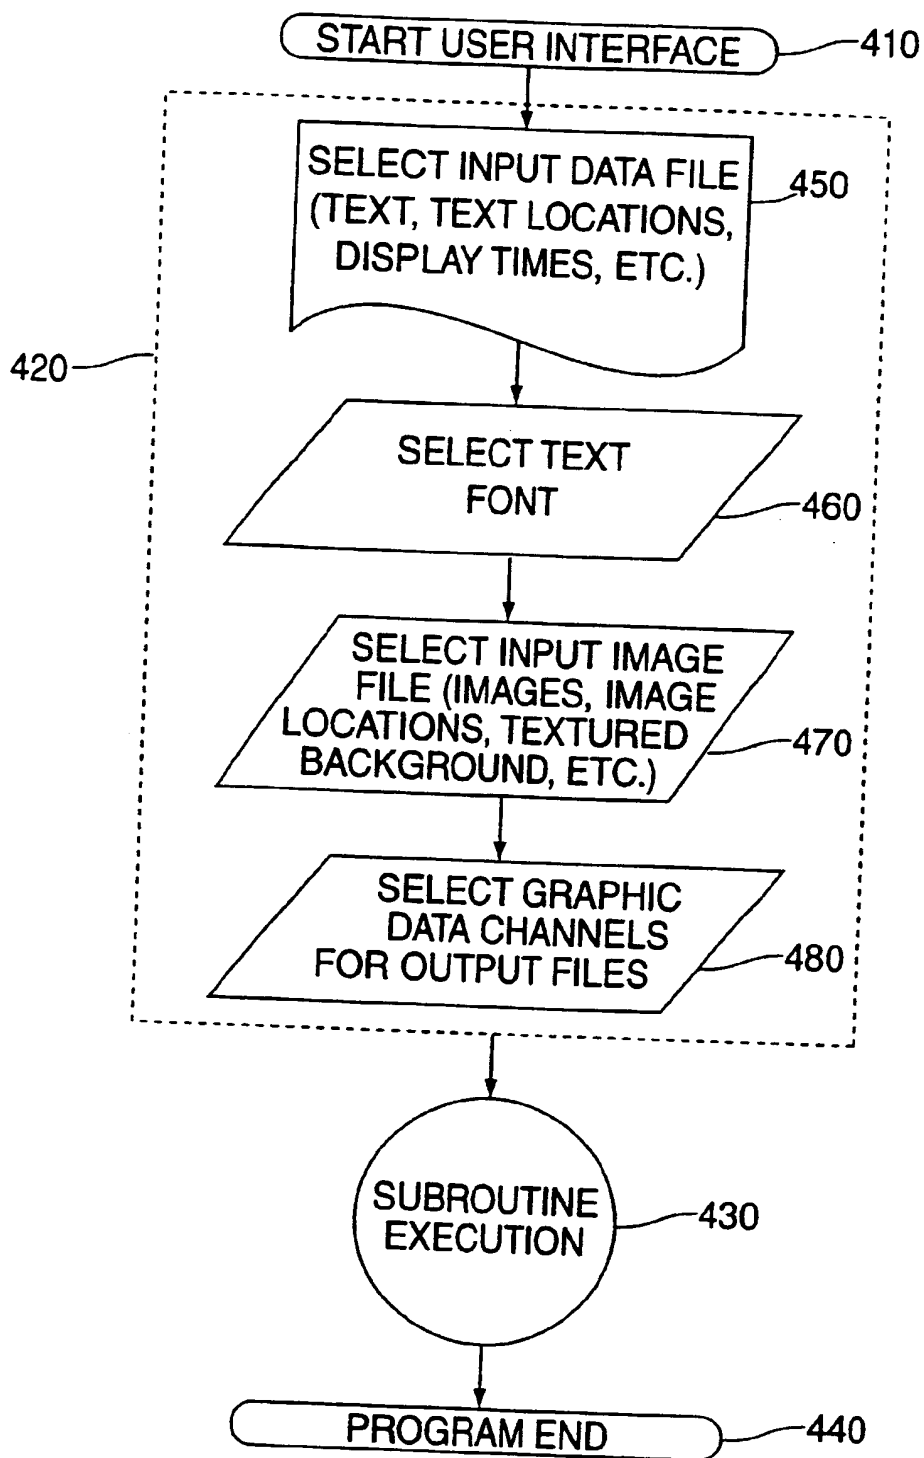 START USER INTERFACE
410
SELECT INPUT DATA FILE
(TEXT, TEXT LOCATIONS,
DISPLAY TIMES, ETC.)
450
420
SELECT TEXT
FONT
460
SELECT INPUT IMAGE
FILE (IMAGES, IMAGE
LOCATIONS, TEXTURED
BACKGROUND, ETC.)
470
SELECT GRAPHIC
DATA CHANNELS
FOR OUTPUT FILES
480
SUBROUTINE
EXECUTION
430
PROGRAM END
440